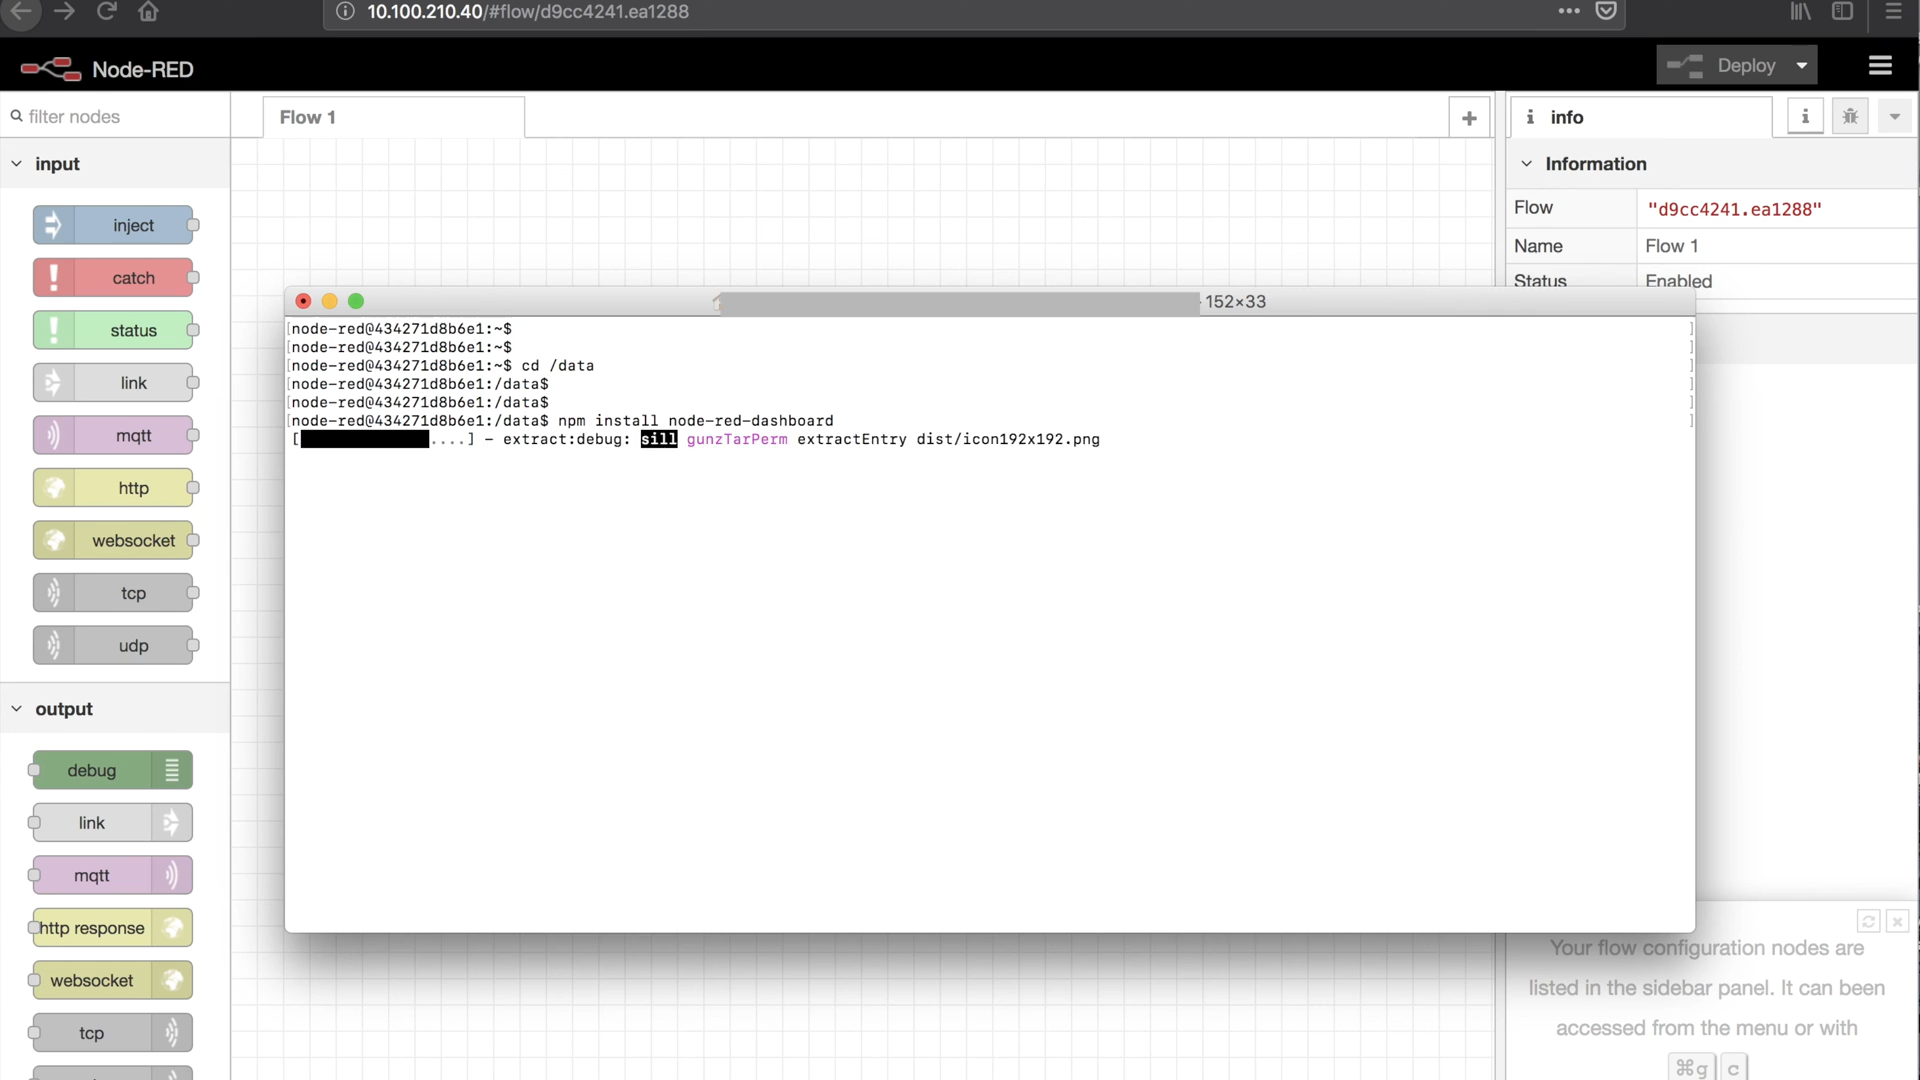 10.100.210.40/#flow/d9cc4241.ea1288
Node-RED
Deploy
filter nodes
Flow 1
info
input
Information
inject
Flow "d9cc4241.ea1288"
Name Flow 1
catch
Status Enabled
152×33
status
[node-red@434271d8b6e1:~$ ]
[node-red@434271d8b6e1:~$ ]
[node-red@434271d8b6e1:~$ cd /data ]
[node-red@434271d8b6e1:/data$ ]
[node-red@434271d8b6e1:/data$ ]
[node-red@434271d8b6e1:/data$ npm install node-red-dashboard ]
[ ....] - extract:debug: sill gunzTarPerm extractEntry dist/icon192x192.png
link
mqtt
http
websocket
tcp
udp
output
debug
link
mqtt
http response
websocket
tcp
Your flow configuration nodes are
listed in the sidebar panel. It can been
accessed from the menu or with
⌘g c